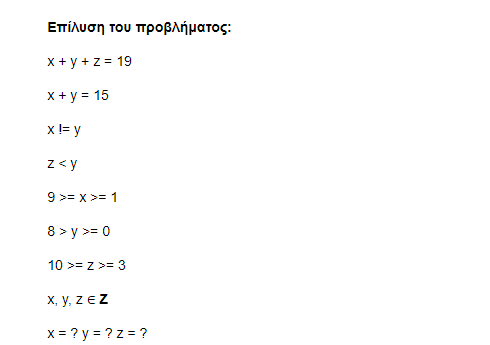 Επίλυση του προβλήματος:
x + y + z = 19
x + y = 15
x != y
z < y
9 >= x >= 1
8 > y >= 0
10 >= z >= 3
x, y, z ∈ Z
x = ? y = ? z = ?